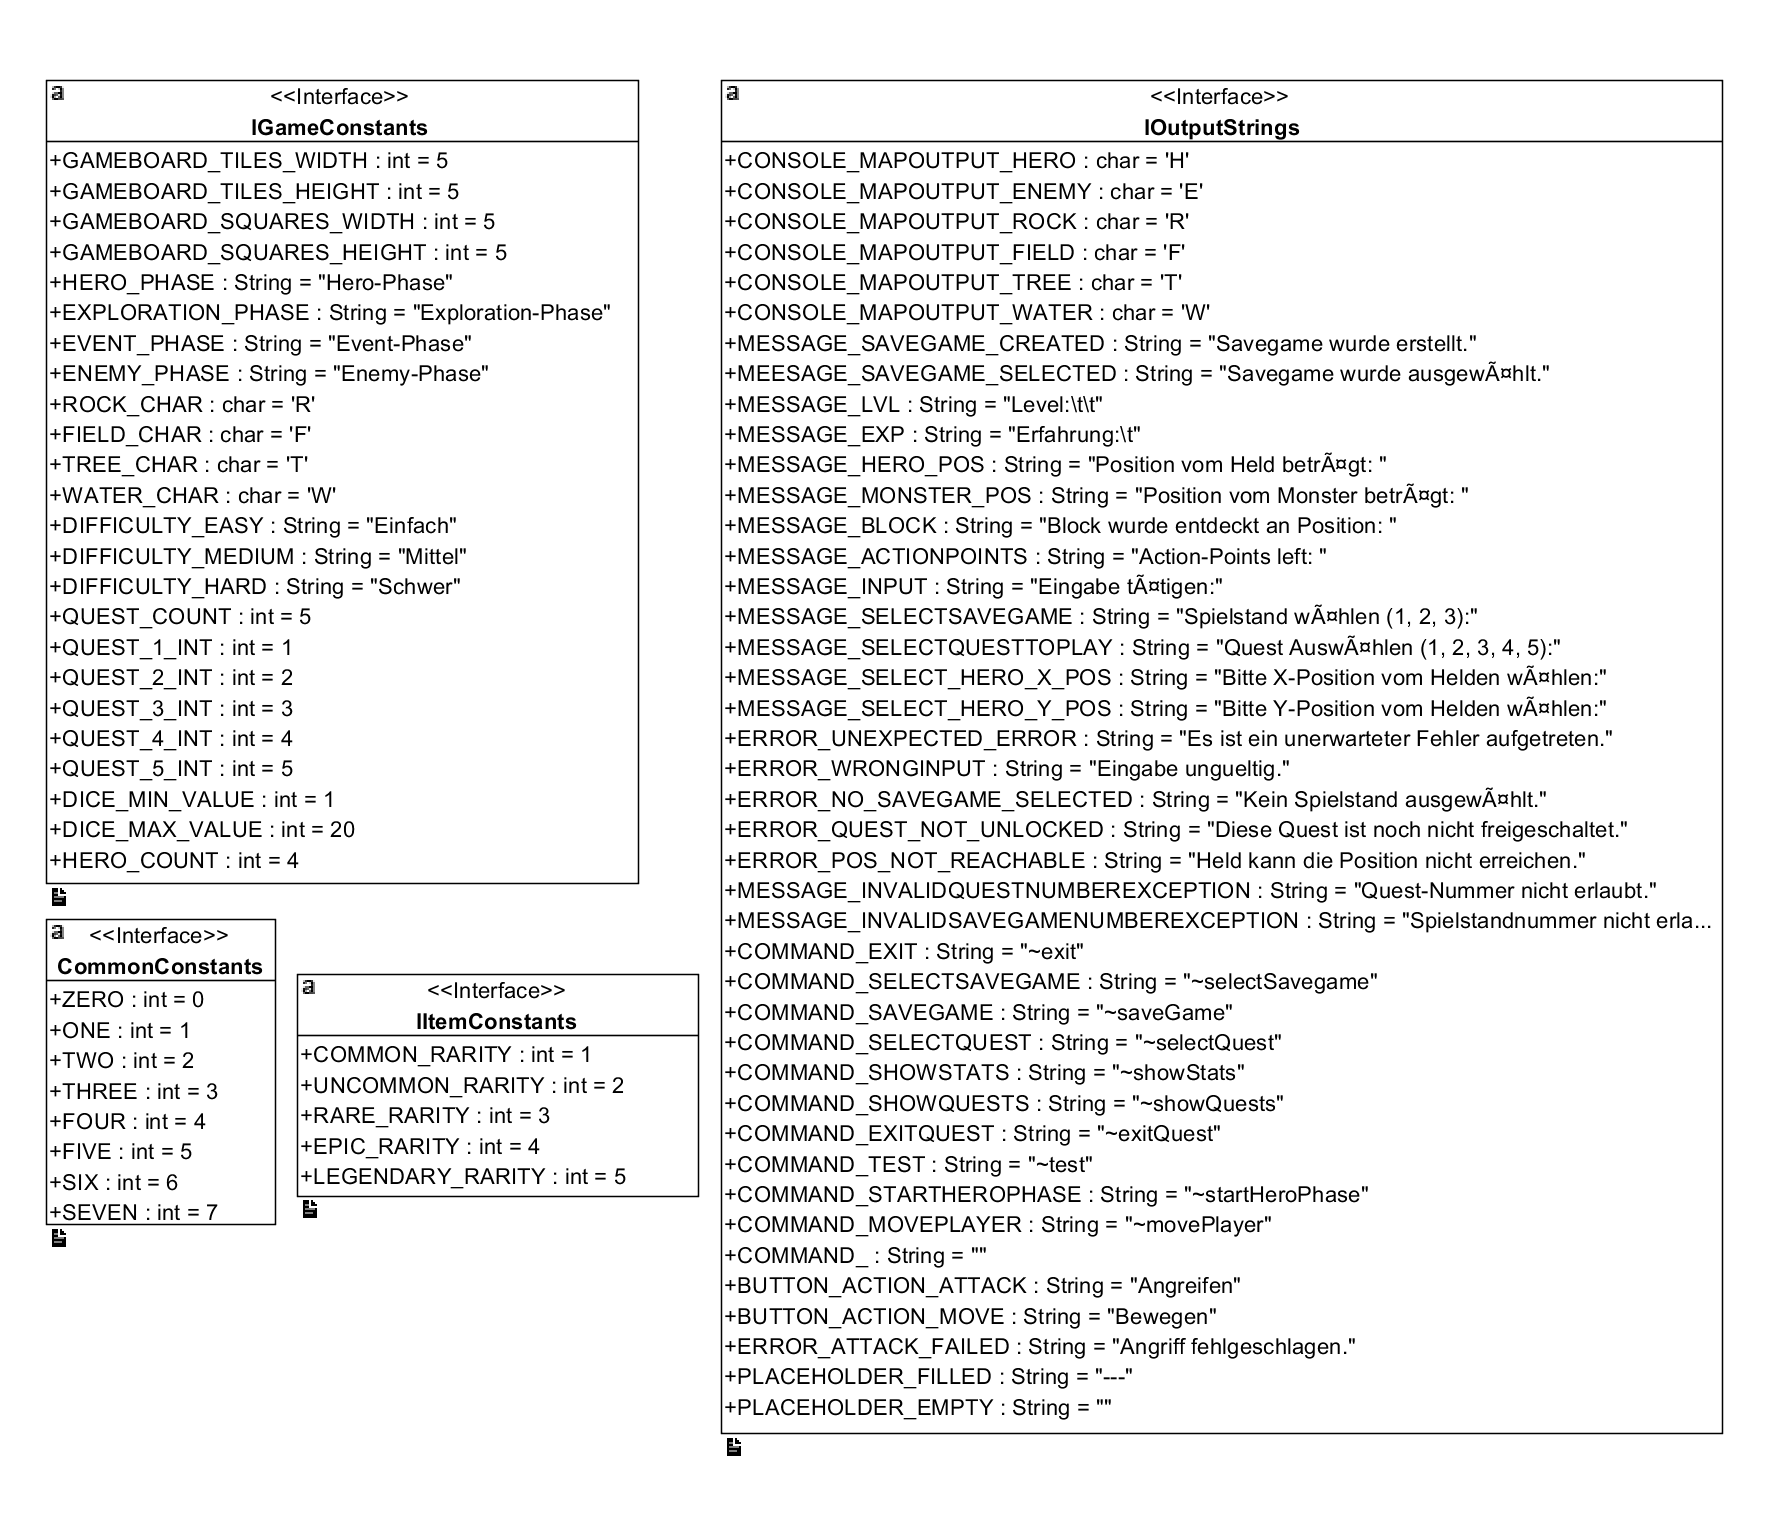 <<Interface>>
IGameConstants
+GAMEBOARD_TILES_WIDTH : int = 5
+GAMEBOARD_TILES_HEIGHT : int = 5
+GAMEBOARD_SQUARES_WIDTH : int = 5
+GAMEBOARD_SQUARES_HEIGHT : int = 5
+HERO_PHASE : String = "Hero-Phase"
+EXPLORATION_PHASE : String = "Exploration-Phase"
+EVENT_PHASE : String = "Event-Phase"
+ENEMY_PHASE : String = "Enemy-Phase"
+ROCK_CHAR : char = 'R'
+FIELD_CHAR : char = 'F'
+TREE_CHAR : char = 'T'
+WATER_CHAR : char = 'W'
+DIFFICULTY_EASY : String = "Einfach"
+DIFFICULTY_MEDIUM : String = "Mittel"
+DIFFICULTY_HARD : String = "Schwer"
+QUEST_COUNT : int = 5
+QUEST_1_INT : int = 1
+QUEST_2_INT : int = 2
+QUEST_3_INT : int = 3
+QUEST_4_INT : int = 4
+QUEST_5_INT : int = 5
+DICE_MIN_VALUE : int = 1
+DICE_MAX_VALUE : int = 20
+HERO_COUNT : int = 4
<<Interface>>
CommonConstants
+ZERO : int = 0
+ONE : int = 1
+TWO : int = 2
+THREE : int = 3
+FOUR : int = 4
+FIVE : int = 5
+SIX : int = 6
+SEVEN : int = 7
<<Interface>>
IItemConstants
+COMMON_RARITY : int = 1
+UNCOMMON_RARITY : int = 2
+RARE_RARITY : int = 3
+EPIC_RARITY : int = 4
+LEGENDARY_RARITY : int = 5
<<Interface>>
IOutputStrings
+CONSOLE_MAPOUTPUT_HERO : char = 'H'
+CONSOLE_MAPOUTPUT_ENEMY : char = 'E'
+CONSOLE_MAPOUTPUT_ROCK : char = 'R'
+CONSOLE_MAPOUTPUT_FIELD : char = 'F'
+CONSOLE_MAPOUTPUT_TREE : char = 'T'
+CONSOLE_MAPOUTPUT_WATER : char = 'W'
+MESSAGE_SAVEGAME_CREATED : String = "Savegame wurde erstellt."
+MEESAGE_SAVEGAME_SELECTED : String = "Savegame wurde ausgewÃ¤hlt."
+MESSAGE_LVL : String = "Level:\t\t"
+MESSAGE_EXP : String = "Erfahrung:\t"
+MESSAGE_HERO_POS : String = "Position vom Held betrÃ¤gt: "
+MESSAGE_MONSTER_POS : String = "Position vom Monster betrÃ¤gt: "
+MESSAGE_BLOCK : String = "Block wurde entdeckt an Position: "
+MESSAGE_ACTIONPOINTS : String = "Action-Points left: "
+MESSAGE_INPUT : String = "Eingabe tÃ¤tigen:"
+MESSAGE_SELECTSAVEGAME : String = "Spielstand wÃ¤hlen (1, 2, 3):"
+MESSAGE_SELECTQUESTTOPLAY : String = "Quest AuswÃ¤hlen (1, 2, 3, 4, 5):"
+MESSAGE_SELECT_HERO_X_POS : String = "Bitte X-Position vom Helden wÃ¤hlen:"
+MESSAGE_SELECT_HERO_Y_POS : String = "Bitte Y-Position vom Helden wÃ¤hlen:"
+ERROR_UNEXPECTED_ERROR : String = "Es ist ein unerwarteter Fehler aufgetreten."
+ERROR_WRONGINPUT : String = "Eingabe ungueltig."
+ERROR_NO_SAVEGAME_SELECTED : String = "Kein Spielstand ausgewÃ¤hlt."
+ERROR_QUEST_NOT_UNLOCKED : String = "Diese Quest ist noch nicht freigeschaltet."
+ERROR_POS_NOT_REACHABLE : String = "Held kann die Position nicht erreichen."
+MESSAGE_INVALIDQUESTNUMBEREXCEPTION : String = "Quest-Nummer nicht erlaubt."
+MESSAGE_INVALIDSAVEGAMENUMBEREXCEPTION : String = "Spielstandnummer nicht erla...
+COMMAND_EXIT : String = "~exit"
+COMMAND_SELECTSAVEGAME : String = "~selectSavegame"
+COMMAND_SAVEGAME : String = "~saveGame"
+COMMAND_SELECTQUEST : String = "~selectQuest"
+COMMAND_SHOWSTATS : String = "~showStats"
+COMMAND_SHOWQUESTS : String = "~showQuests"
+COMMAND_EXITQUEST : String = "~exitQuest"
+COMMAND_TEST : String = "~test"
+COMMAND_STARTHEROPHASE : String = "~startHeroPhase"
+COMMAND_MOVEPLAYER : String = "~movePlayer"
+COMMAND_ : String = ""
+BUTTON_ACTION_ATTACK : String = "Angreifen"
+BUTTON_ACTION_MOVE : String = "Bewegen"
+ERROR_ATTACK_FAILED : String = "Angriff fehlgeschlagen."
+PLACEHOLDER_FILLED : String = "---"
+PLACEHOLDER_EMPTY : String = ""